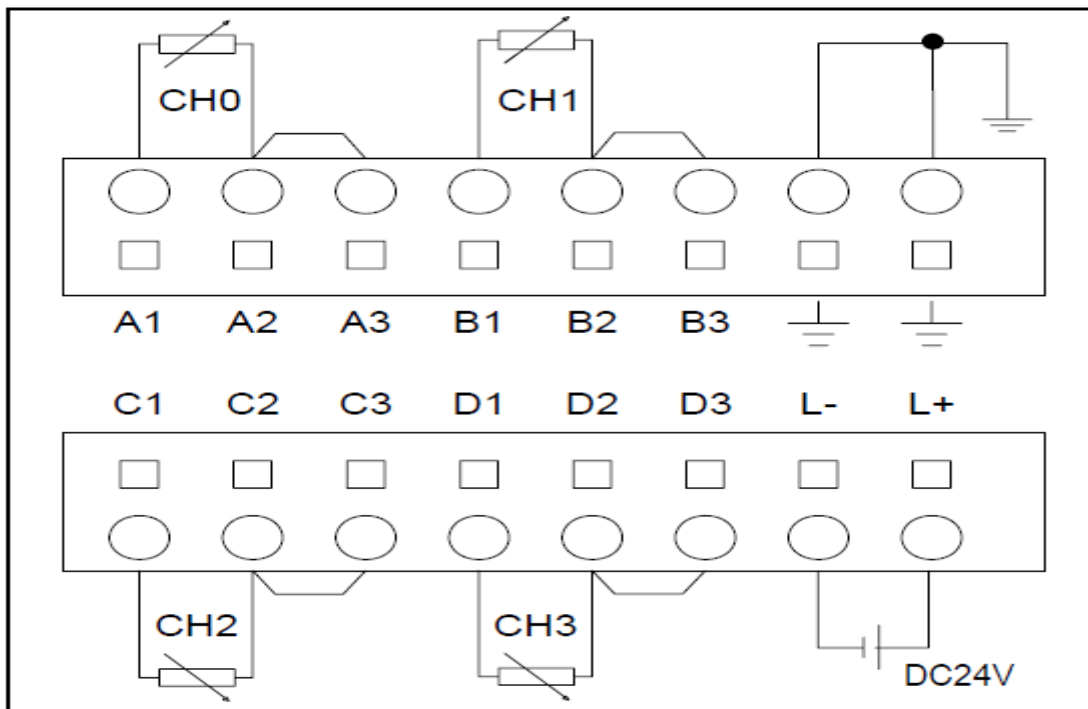 CH0 CH1
A1 A2 A3 B1 B2 B3
C1 C2 C3 D1 D2 D3 L- L+
CH2 CH3
DC24V